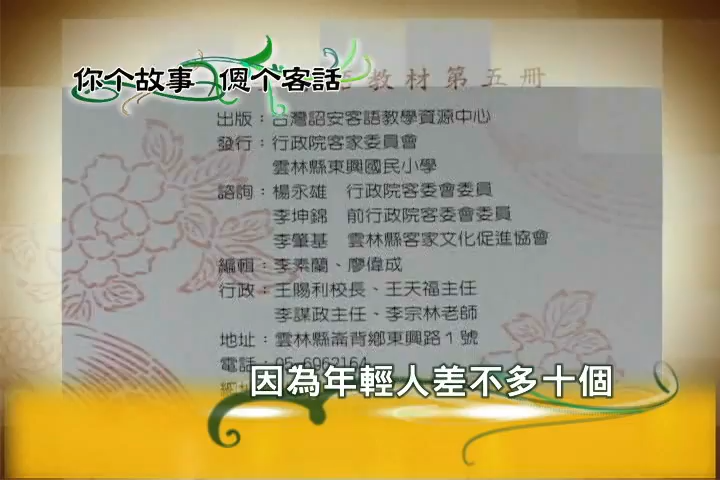 你个故事 偲个客話
教材第五冊
出版：台灣詔安客語教學資源中心
發行：行政院客家委員會
雲林縣東興國民小學
諮詢：楊永雄 行政院客委會委員
李坤錦 前行政院客委會委員
李肇基 雲林縣客家文化促進協會
編輯：李素蘭、廖偉成
行政：王賜利校長、王天福主任
李謀政主任、李宗林老師
地址：雲林縣崙背鄉東興路1號
電話：05-6962164
因為年輕人差不多十個